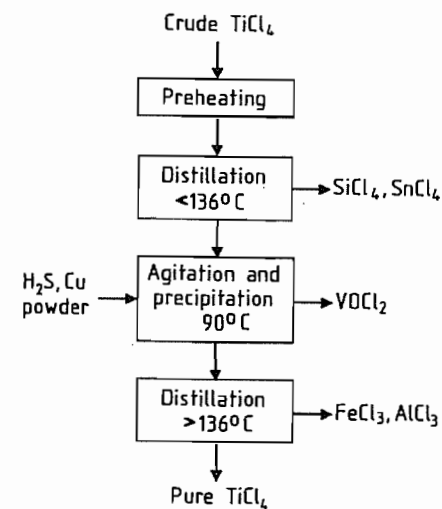 Crude TiCl₄
Preheating
Distillation
<136°C
SiCl₄, SnCl₄
H₂S, Cu
powder
Agitation and
precipitation
90°C
VOCl₂
Distillation
>136°C
FeCl₃, AlCl₃
Pure TiCl₄